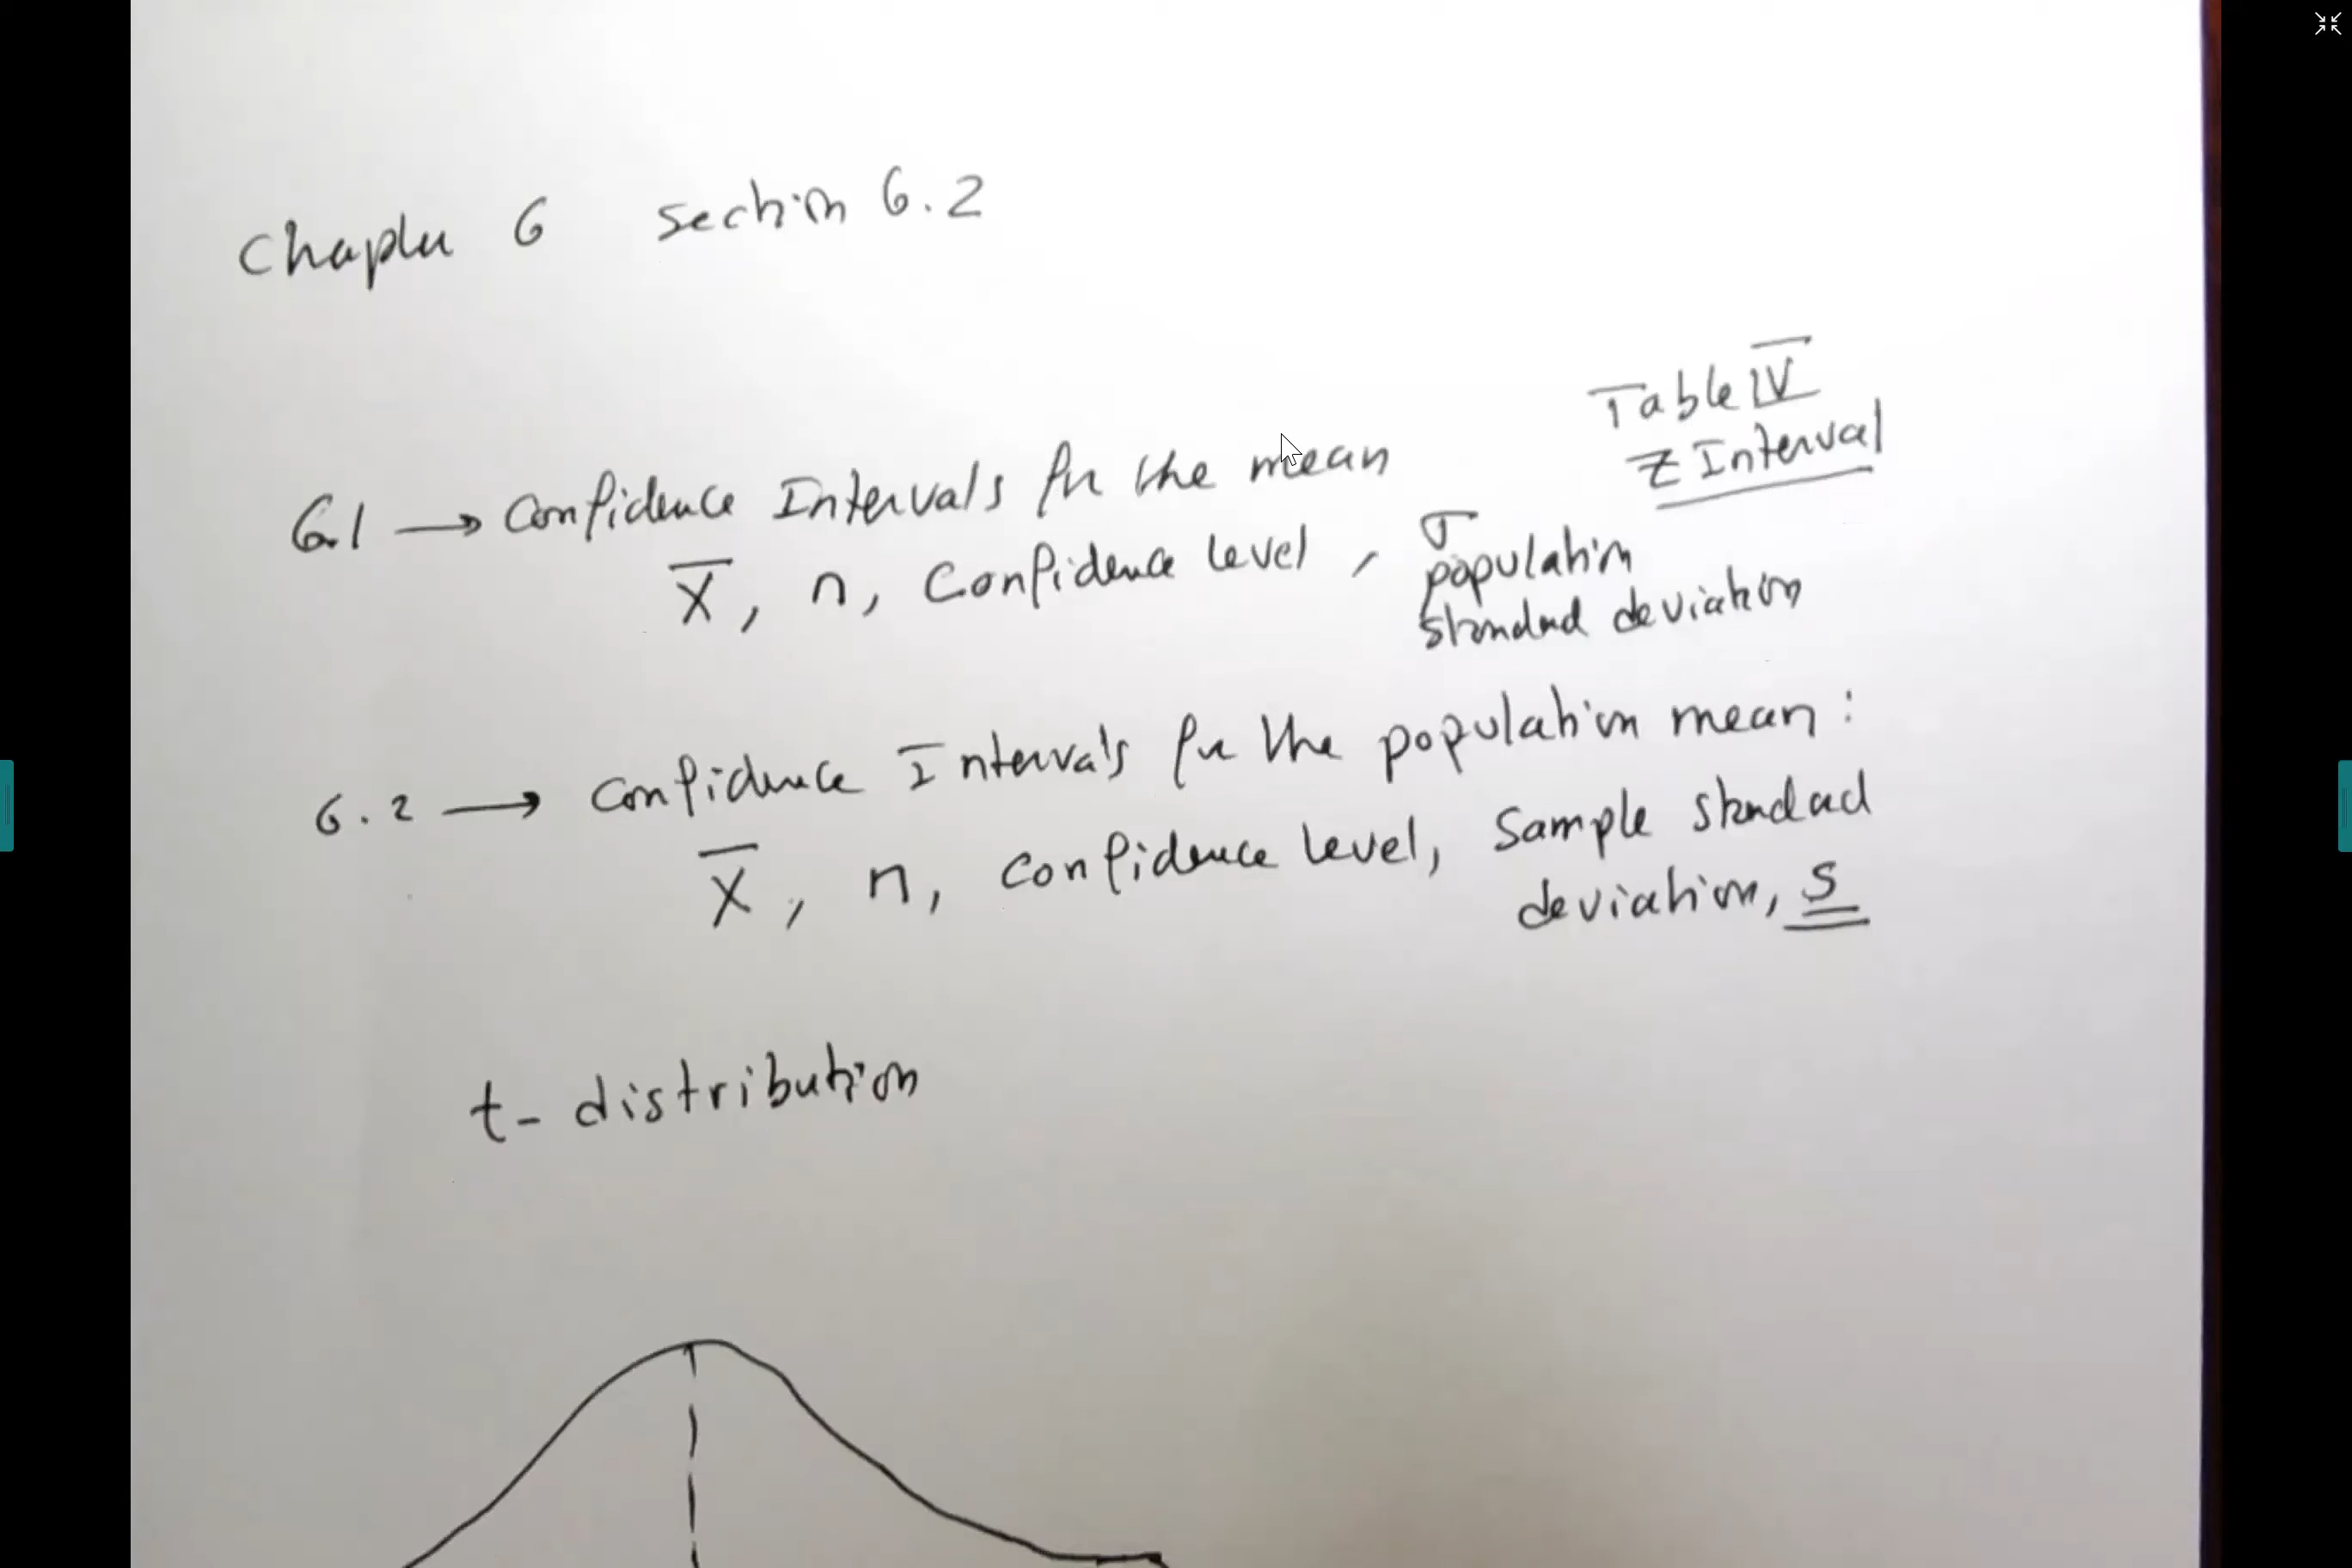 Chapter 6 section 6.2
Table IV
Z Interval
6.1 → Confidence Intervals for the mean
X̅, n, Confidence level, σ
population
standard deviation
6.2 → Confidence Intervals for the population mean:
X̅, n, confidence level, Sample standard
deviation, s
t- distribution